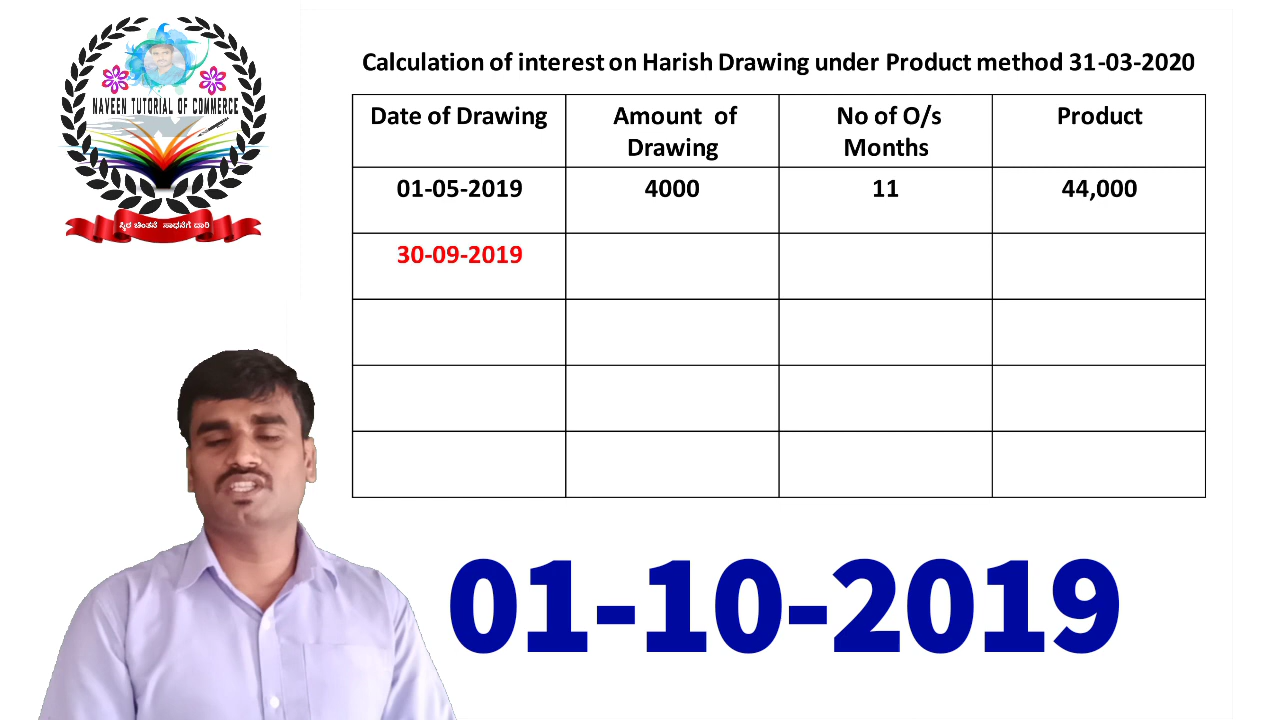 NAVEEN TUTORIAL OF COMMERCE
ಸ್ಥಿರ ಚಿಂತನೆ ಸಾಧನೆಗೆ ದಾರಿ
Calculation of interest on Harish Drawing under Product method 31-03-2020
Date of Drawing
Amount of
Drawing
No of O/s
Months
Product
01-05-2019
4000
11
44,000
30-09-2019
01-10-2019